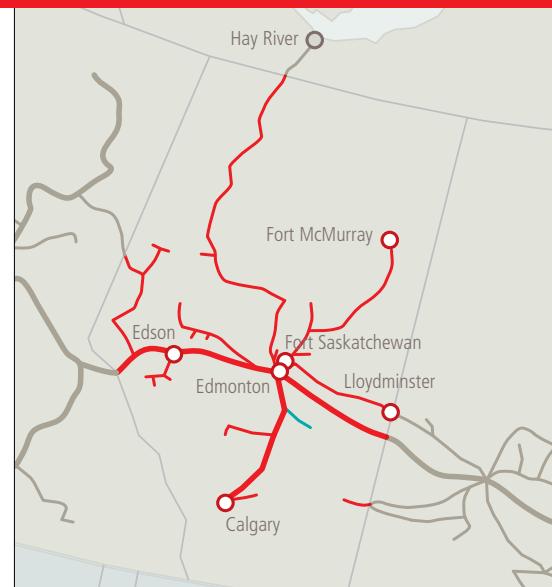 Hay River
Fort McMurray
Edson
Fort Saskatchewan
Edmonton
Lloydminster
Calgary